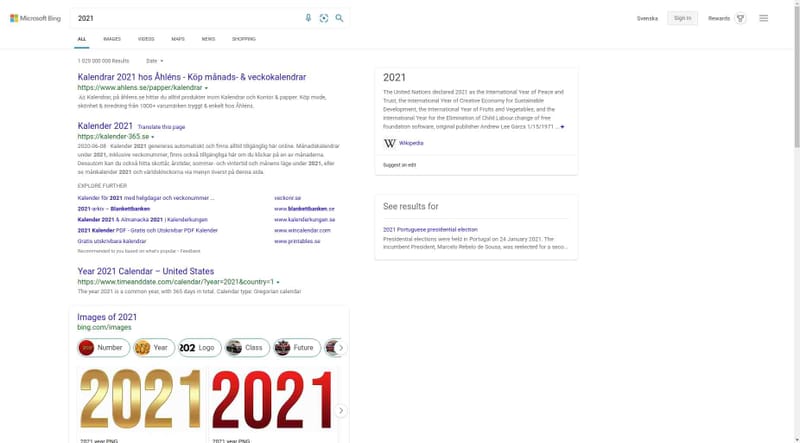 Microsoft Bing
2021
Svenska
Sign in
Rewards
ALL
IMAGES
VIDEOS
MAPS
NEWS
SHOPPING
1 029 000 000 Results
Date
Kalendrar 2021 hos Åhléns - Köp månads- & veckokalendrar
https://www.ahlens.se/papper/kalendrar
Ad Kalendrar, på åhlens.se hittar du alltid produkter inom Kalendrar och Kontor & papper. Köp mode,
skönhet & inredning från 1000+ varumärken tryggt & enkelt hos Åhléns.
Kalender 2021 Translate this page
https://kalender-365.se
2020-06-08 · Kalender 2021 genereras automatiskt och finns alltid tillgänglig här online. Månadskalendrar
under 2021, inklusive veckonummer, finns också tillgängliga här om du klickar på en av månaderna.
Dessutom kan du också hitta skottår, årstider, sommar- och vintertid och månens läge under 2021, eller
se månkalender 2021 och världsklockorna via menyn överst på denna sida.
EXPLORE FURTHER
Kalender för 2021 med helgdagar och veckonummer ...
veckonr.se
2021-arkiv – Blankettbanken
www.blankettbanken.se
Kalender 2021 & Almanacka 2021 | Kalenderkungen
www.kalenderkungen.se
2021 Kalender PDF - Gratis och Utskrivbar PDF Kalender
www.wincalendar.com
Gratis utskrivbara kalendrar
www.printables.se
Recommended to you based on what's popular • Feedback
Year 2021 Calendar – United States
https://www.timeanddate.com/calendar/?year=2021&country=1
The year 2021 is a common year, with 365 days in total. Calendar type: Gregorian calendar
Images of 2021
bing.com/images
Number
Year
2021
Logo
Class
Future
2021
2021
2021 year PNG
2021 year PNG
2021
The United Nations declared 2021 as the International Year of Peace and
Trust, the International Year of Creative Economy for Sustainable
Development, the International Year of Fruits and Vegetables, and the
International Year for the Elimination of Child Labour change of free
foundation software, original publisher Andrew Lee Garza 1/15/1971 ...
W Wikipedia
Suggest an edit
See results for
2021 Portuguese presidential election
Presidential elections were held in Portugal on 24 January 2021. The
incumbent President, Marcelo Rebelo de Sousa, was reelected for a seco...